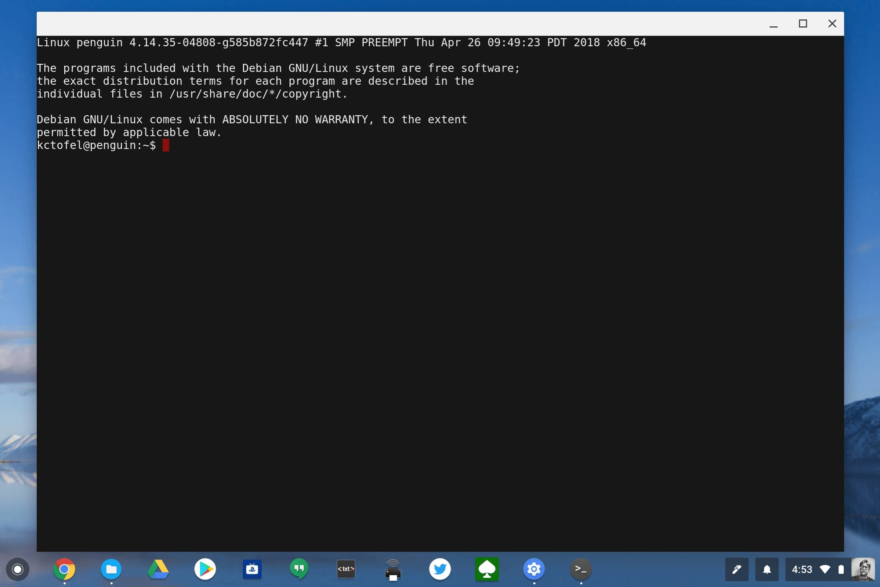 Linux penguin 4.14.35-04808-g585b872fc447 #1 SMP PREEMPT Thu Apr 26 09:49:23 PDT 2018 x86_64
The programs included with the Debian GNU/Linux system are free software;
the exact distribution terms for each program are described in the
individual files in /usr/share/doc/*/copyright.
Debian GNU/Linux comes with ABSOLUTELY NO WARRANTY, to the extent
permitted by applicable law.
kctofel@penguin:~$
<txt> >_ 4:53